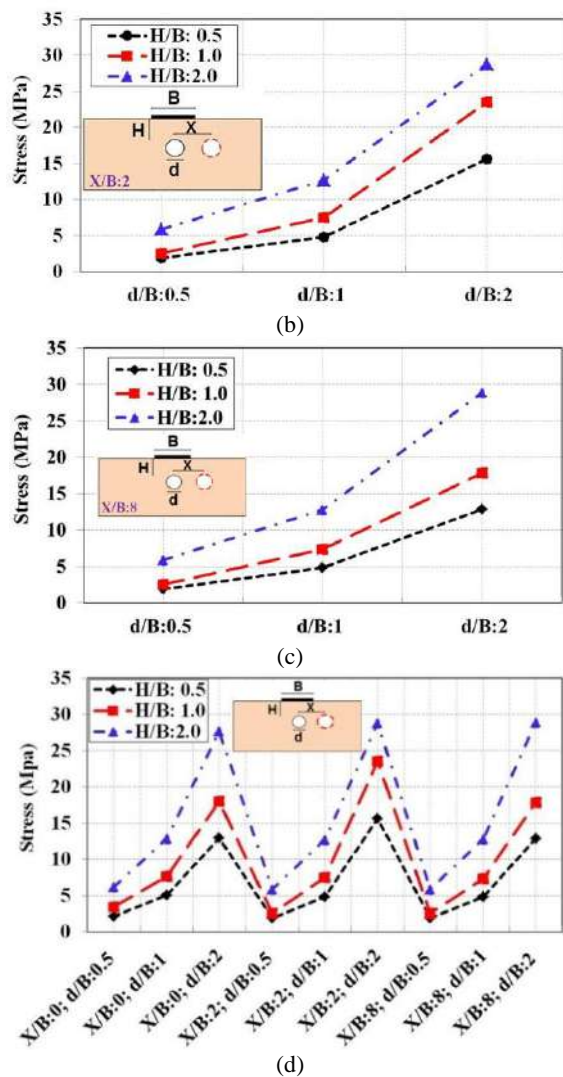 35
30
25
20
15
10
5
0
Stress (MPa)
H/B: 0.5
H/B: 1.0
H/B:2.0
B
H
X
d
X/B:2
d/B:0.5 d/B:1 d/B:2
(b)
35
30
25
20
15
10
5
0
Stress (MPa)
H/B: 0.5
H/B: 1.0
H/B:2.0
B
H
X
d
X/B:8
d/B:0.5 d/B:1 d/B:2
(c)
35
30
25
20
15
10
5
0
Stress (Mpa)
H/B: 0.5
H/B: 1.0
H/B:2.0
B
H
X
d
X/B:0; d/B:0.5
X/B:0; d/B:1
X/B:0; d/B:2
X/B:2; d/B:0.5
X/B:2; d/B:1
X/B:2; d/B:2
X/B:8; d/B:0.5
X/B:8; d/B:1
X/B:8; d/B:2
(d)